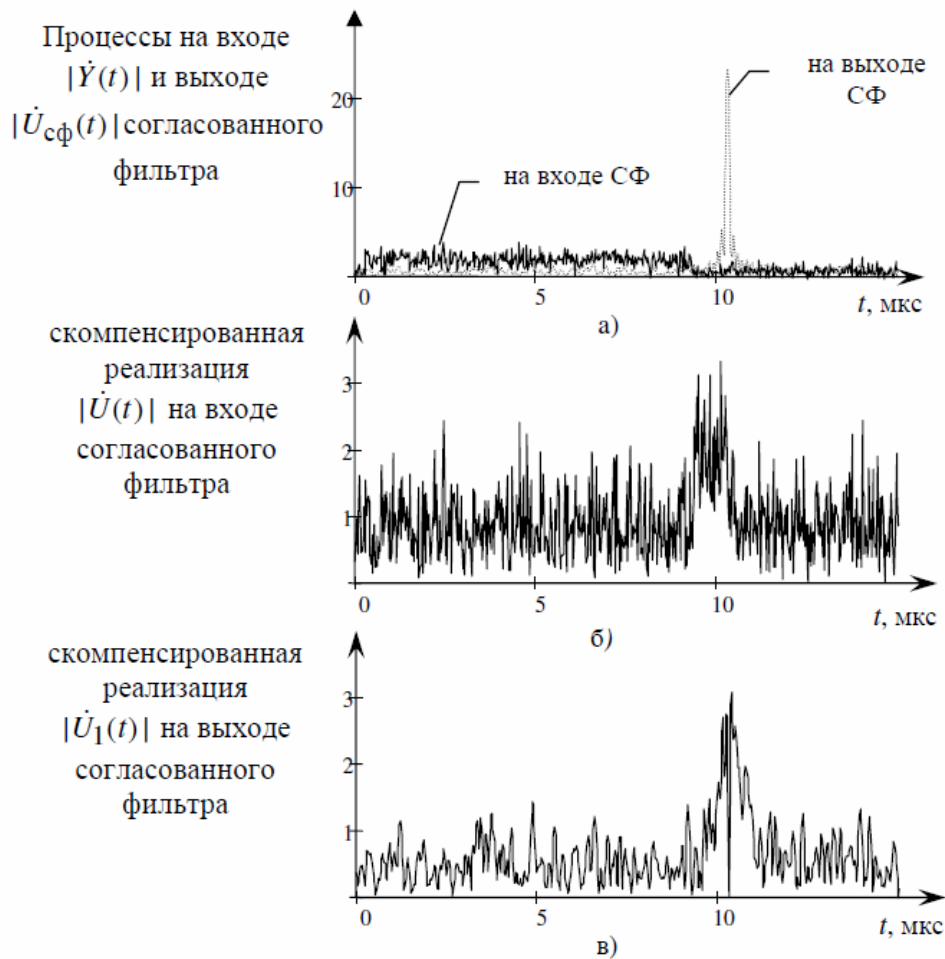 Процессы на входе
|Ẏ(t)| и выходе
|U̇сф(t)|согласованного
фильтра
20
10
на выходе
СФ
на входе СФ
0
5
10
t, мкс
а)
скомпенсированная
реализация
|U̇(t)| на входе
согласованного
фильтра
3
2
1
0
5
10
t, мкс
б)
скомпенсированная
реализация
|U̇1(t)| на выходе
согласованного
фильтра
3
2
1
0
5
10
t, мкс
в)